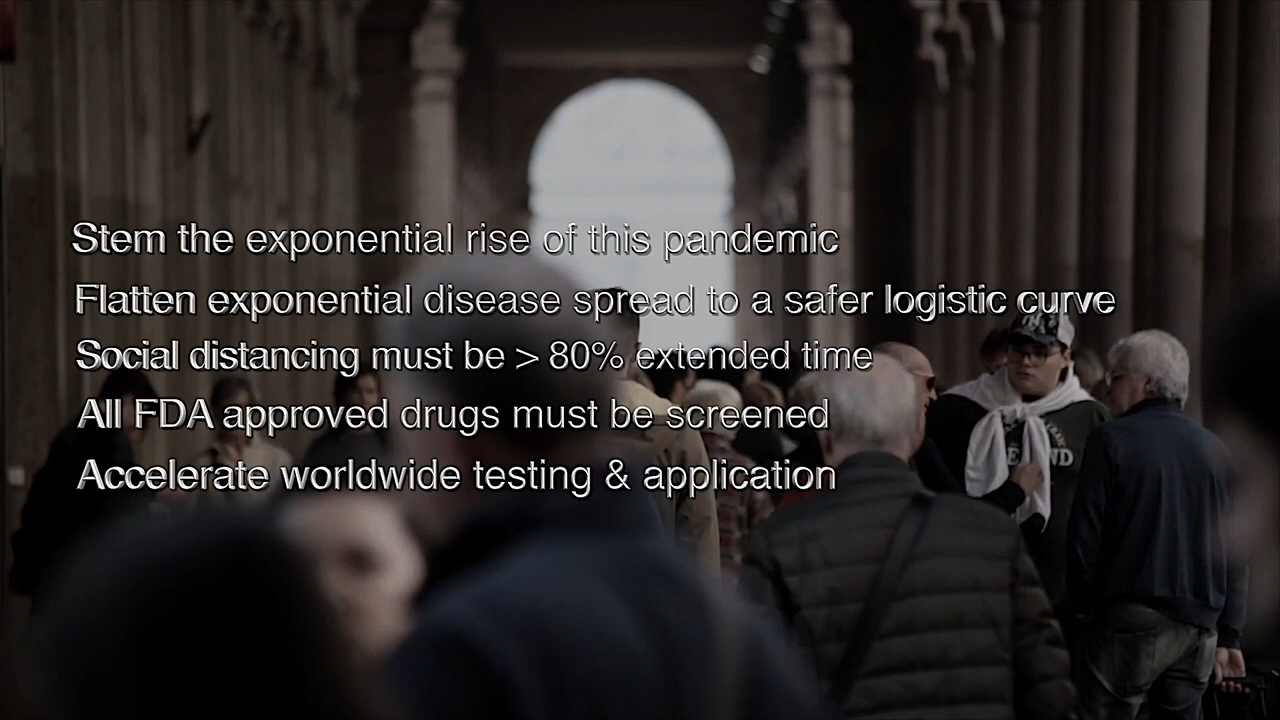 Stem the exponential rise of this pandemic
Flatten exponential disease spread to a safer logistic curve
Social distancing must be > 80% extended time
All FDA approved drugs must be screened
Accelerate worldwide testing & application